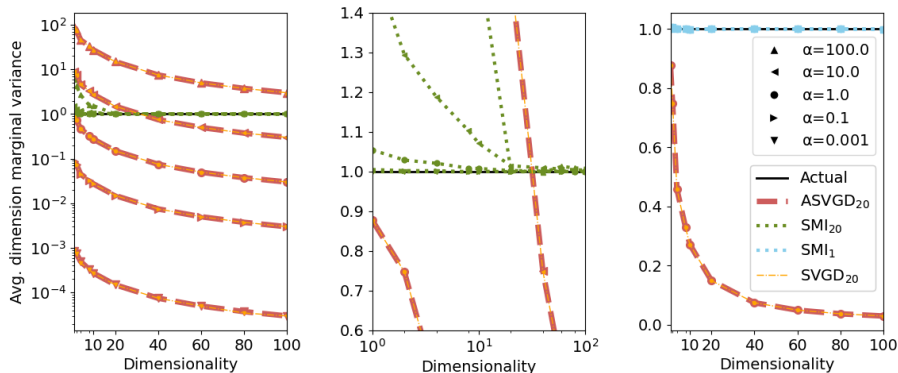 Avg. dimension marginal variance
10²
10¹
10⁰
10⁻¹
10⁻²
10⁻³
10⁻⁴
10 20 40 60 80 100
Dimensionality
1.4
1.3
1.2
1.1
1.0
0.9
0.8
0.7
0.6
10⁰ 10¹ 10²
Dimensionality
1.0
0.8
0.6
0.4
0.2
0.0
α=100.0
α=10.0
α=1.0
α=0.1
α=0.001
Actual
ASVGD₂₀
SMI₂₀
SMI₁
SVGD₂₀
10 20 40 60 80 100
Dimensionality